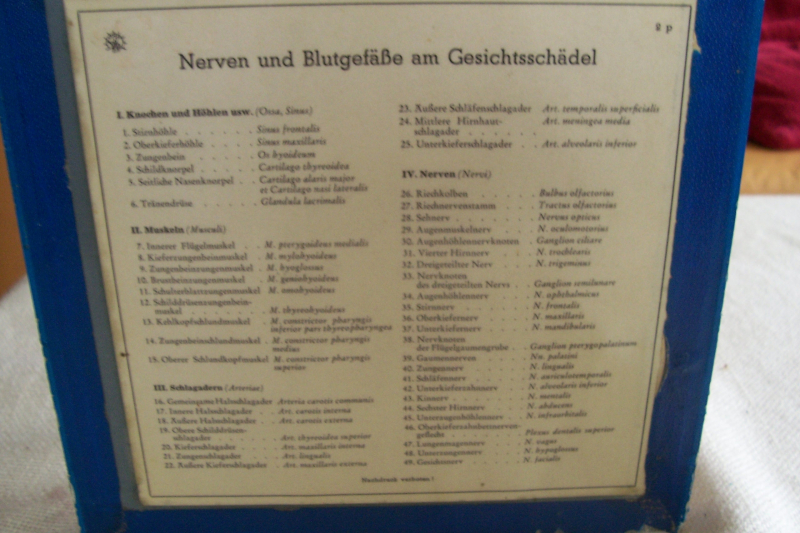 8 p
Nerven und Blutgefäße am Gesichtsschädel
I. Knochen und Höhlen usw. (Ossa, Sinus)
1. Stirnhöhle . . . . . . . Sinus frontalis
2. Oberkieferhöhle . . . . . Sinus maxillaris
3. Zungenbein . . . . . . Os hyoideum
4. Schildknorpel . . . . . . Cartilago thyreoidea
5. Seitliche Nasenknorpel . . . Cartilago alaris major
et Cartilago nasi lateralis
6. Tränendrüse . . . . . Glandula lacrimalis
II. Muskeln (Musculi)
7. Innerer Flügelmuskel . . M. pterygoideus medialis
8. Kieferzungenbeinmuskel . M. mylohyoideus
9. Zungenbeinzungenmuskel . M. hyoglossus
10. M. geniohyoideus
11. M. omohyoideus
12. Schilddrüsenzungenbein-
muskel . . . . . . M. thyreohyoideus
13. Kehlkopfschlundmuskel . M. constrictor pharyngis
inferior pars thyreopharyngea
14. Zungenbeinschlundmuskel . M. constrictor pharyngis
medius
15. Oberer Schlundkopfmuskel M. constrictor pharyngis
superior
III. Schlagadern (Arteriae)
16. Gemeinsame Halsschlagader Arteria carotis communis
17. Innere Halsschlagader . . Art. carotis interna
18. Äußere Halsschlagader . . Art. carotis externa
19. Obere Schilddrüsen-
schlagader . . . . . Art. thyreoidea superior
20. Kieferschlagader . . . Art. maxillaris interna
21. Zungenschlagader . . . Art. lingualis
22. Äußere Kieferschlagader . Art. maxillaris externa
23. Äußere Schläfenschlagader Art. temporalis superficialis
24. Mittlere Hirnhaut-
schlagader . . . . . . Art. meningea media
25. Unterkieferschlagader . . Art. alveolaris inferior
IV. Nerven (Nervi)
26. Riechkolben . . . . . Bulbus olfactorius
27. Riechnervenstamm . . . Tractus olfactorius
28. Sehnerv . . . . . . Nervus opticus
29. Augenmuskelnerv . . . N. oculomotorius
30. Augenhöhlennervknoten . Ganglion ciliare
31. Vierter Hirnnerv . . . N. trochlearis
32. Dreigeteilter Nerv . . . N. trigeminus
33. Nervknoten
des dreigeteilten Nervs . Ganglion semilunare
34. Augenhöhlennerv . . . N. ophthalmicus
35. Stirnnerv . . . . . . N. frontalis
36. Oberkiefernerv . . . . N. maxillaris
37. Unterkiefernerv . . . . N. mandibularis
38. Nervknoten
der Flügelgaumengrube . Ganglion pterygopalatinum
39. Gaumennerven . . . . Nn. palatini
40. Zungennerv . . . . . N. lingualis
41. Schläfennerv . . . . . N. auriculotemporalis
42. Unterkieferzahnnerv . . N. alveolaris inferior
43. Kinnerv . . . . . . N. mentalis
44. Sechster Hirnnerv . . . N. abducens
45. Unteraugenhöhlennerv . . N. infraorbitalis
46. Oberkieferzahnnerven-
geflecht . . . . . . Plexus dentalis superior
47. Lungenmagennerv . . . N. vagus
48. Unterzungennerv . . . N. hypoglossus
49. Gesichtsnerv . . . . . N. facialis
Nachdruck verboten!